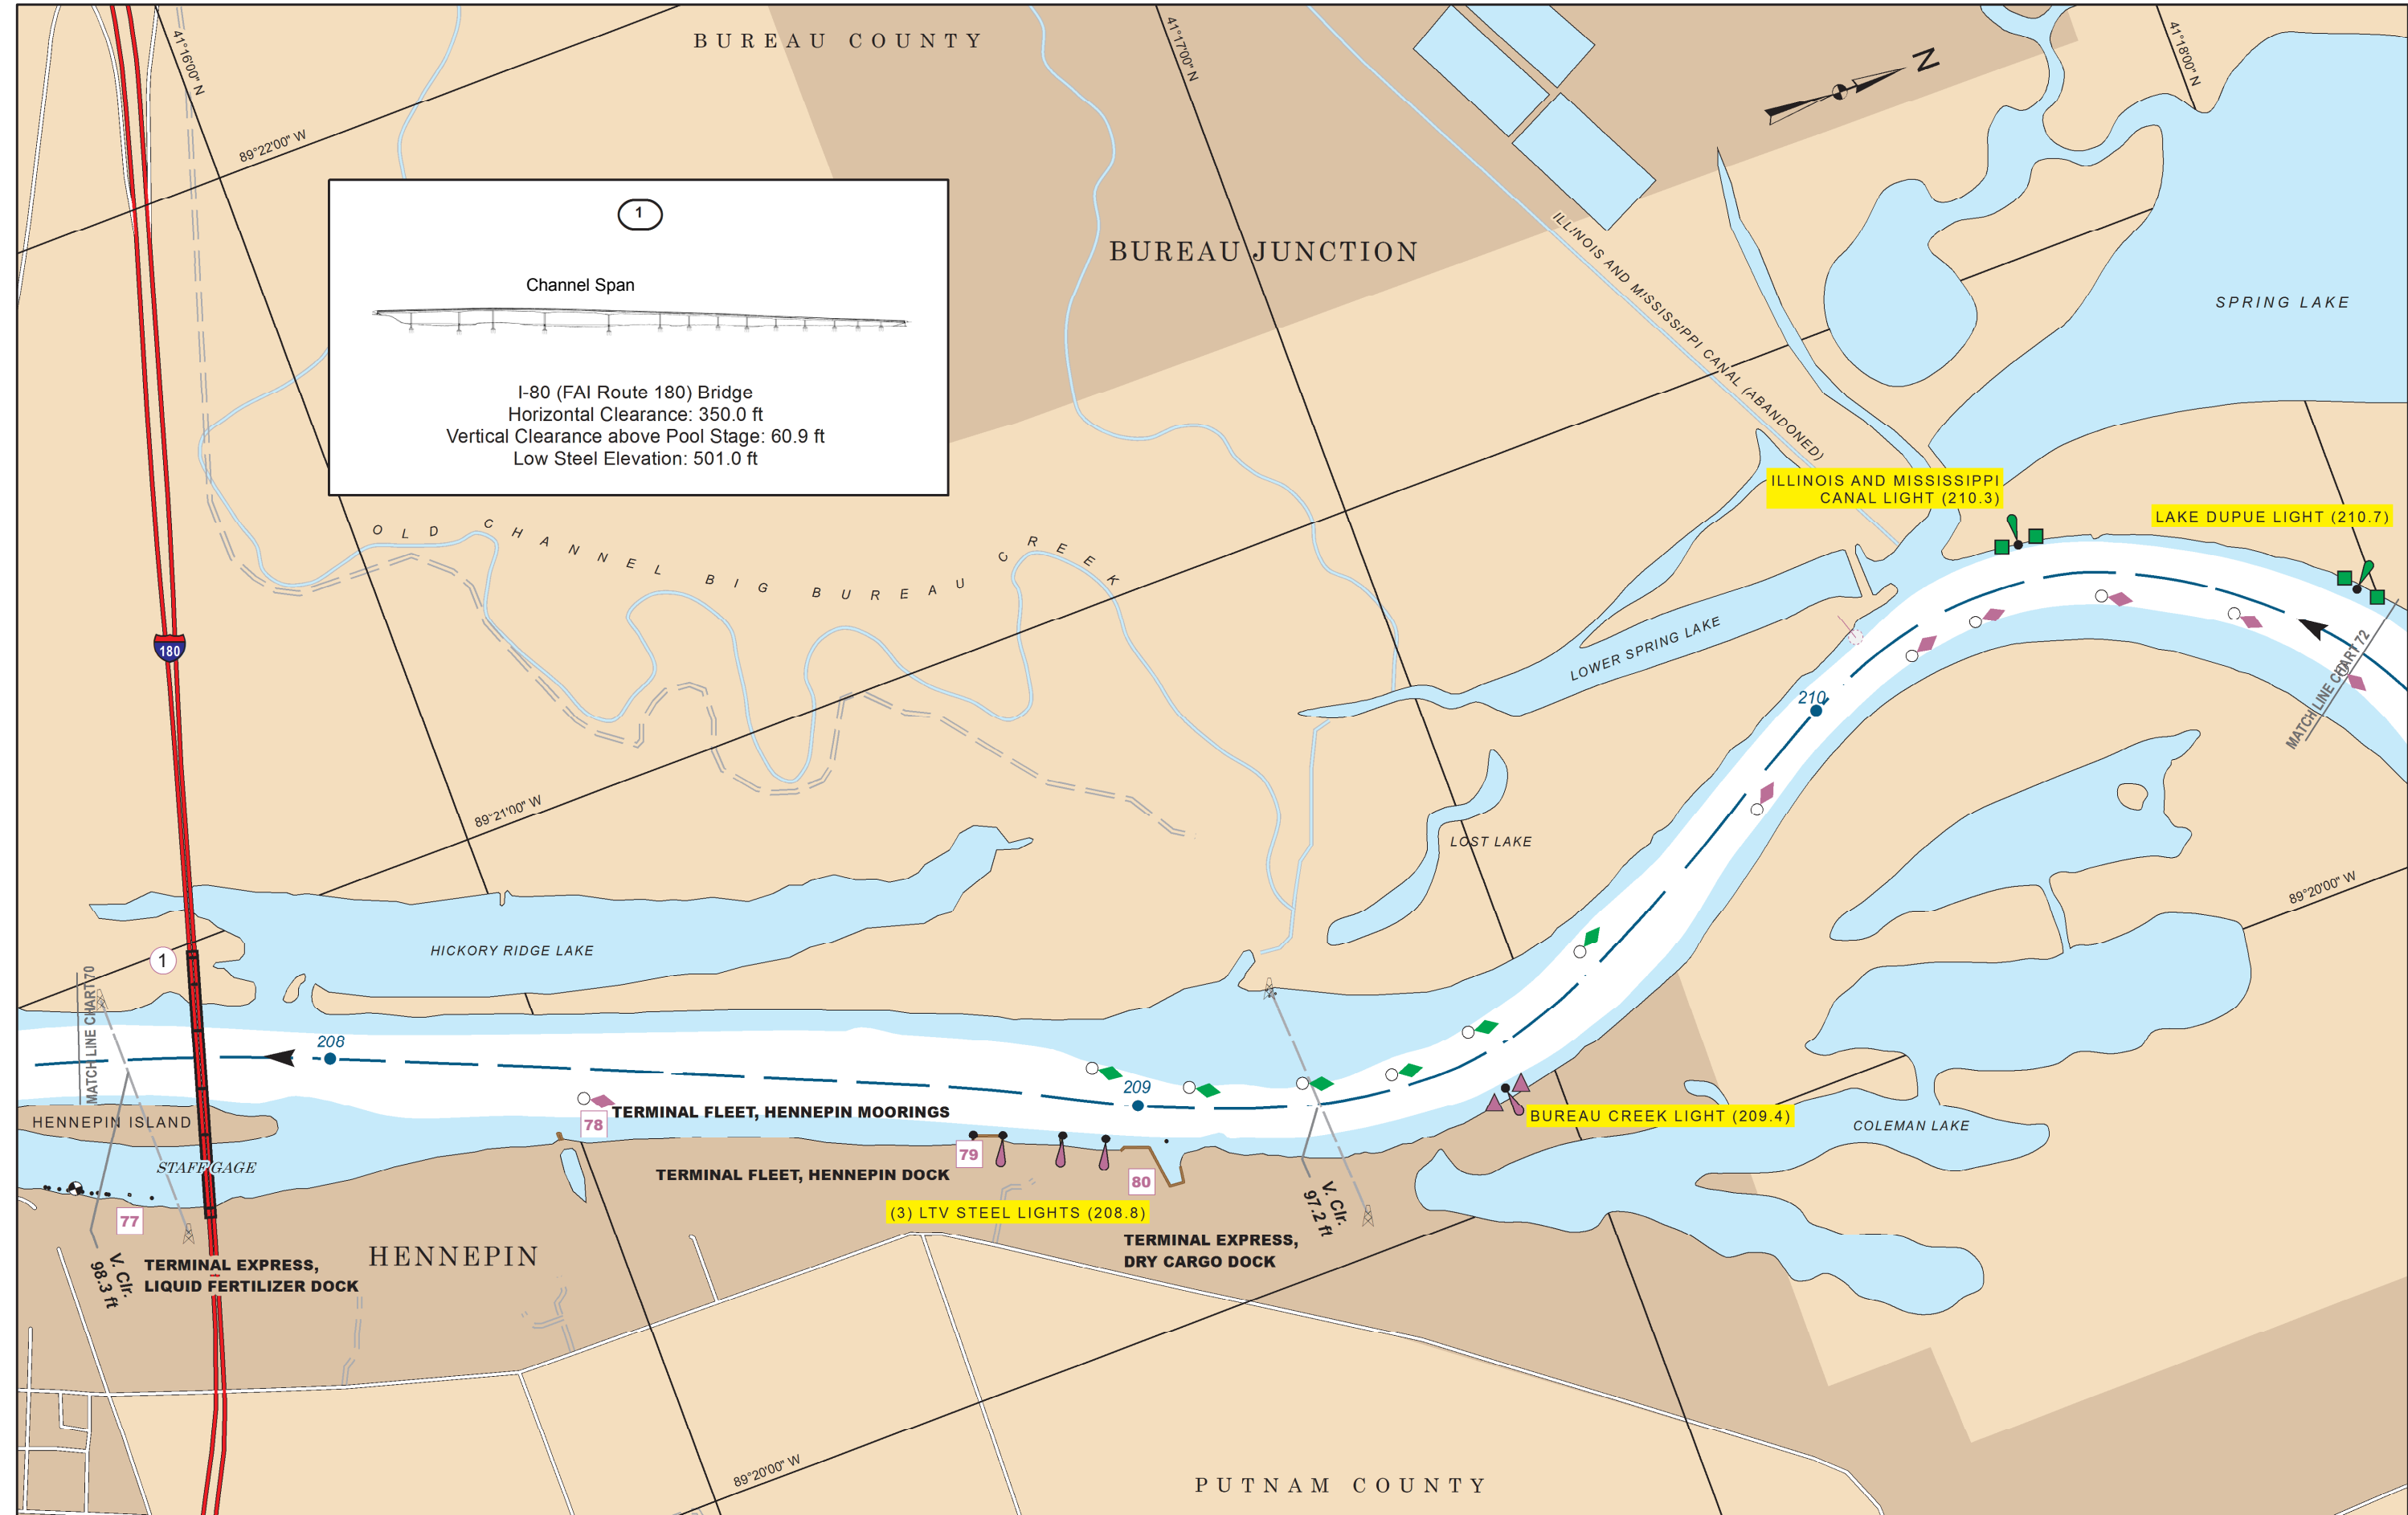 BUREAU COUNTY
41°16'00" N
41°17'00" N
41°18'00" N
N
89°22'00" W
1
Channel Span
I-80 (FAI Route 180) Bridge
Horizontal Clearance: 350.0 ft
Vertical Clearance above Pool Stage: 60.9 ft
Low Steel Elevation: 501.0 ft
BUREAU JUNCTION
ILLINOIS AND MISSISSIPPI CANAL (ABANDONED)
SPRING LAKE
ILLINOIS AND MISSISSIPPI
CANAL LIGHT (210.3)
LAKE DUPUE LIGHT (210.7)
OLD CHANNEL BIG BUREAU CREEK
180
LOWER SPRING LAKE
MATCH LINE CHART 72
210
89°21'00" W
LOST LAKE
89°20'00" W
HICKORY RIDGE LAKE
1
MATCH LINE CHART 70
208
209
HENNEPIN ISLAND
78
TERMINAL FLEET, HENNEPIN MOORINGS
BUREAU CREEK LIGHT (209.4)
COLEMAN LAKE
STAFF GAGE
79
TERMINAL FLEET, HENNEPIN DOCK
80
77
(3) LTV STEEL LIGHTS (208.8)
V. Clr.
97.2 ft
TERMINAL EXPRESS,
DRY CARGO DOCK
HENNEPIN
V. Clr.
98.3 ft
TERMINAL EXPRESS,
LIQUID FERTILIZER DOCK
89°20'00" W
PUTNAM COUNTY